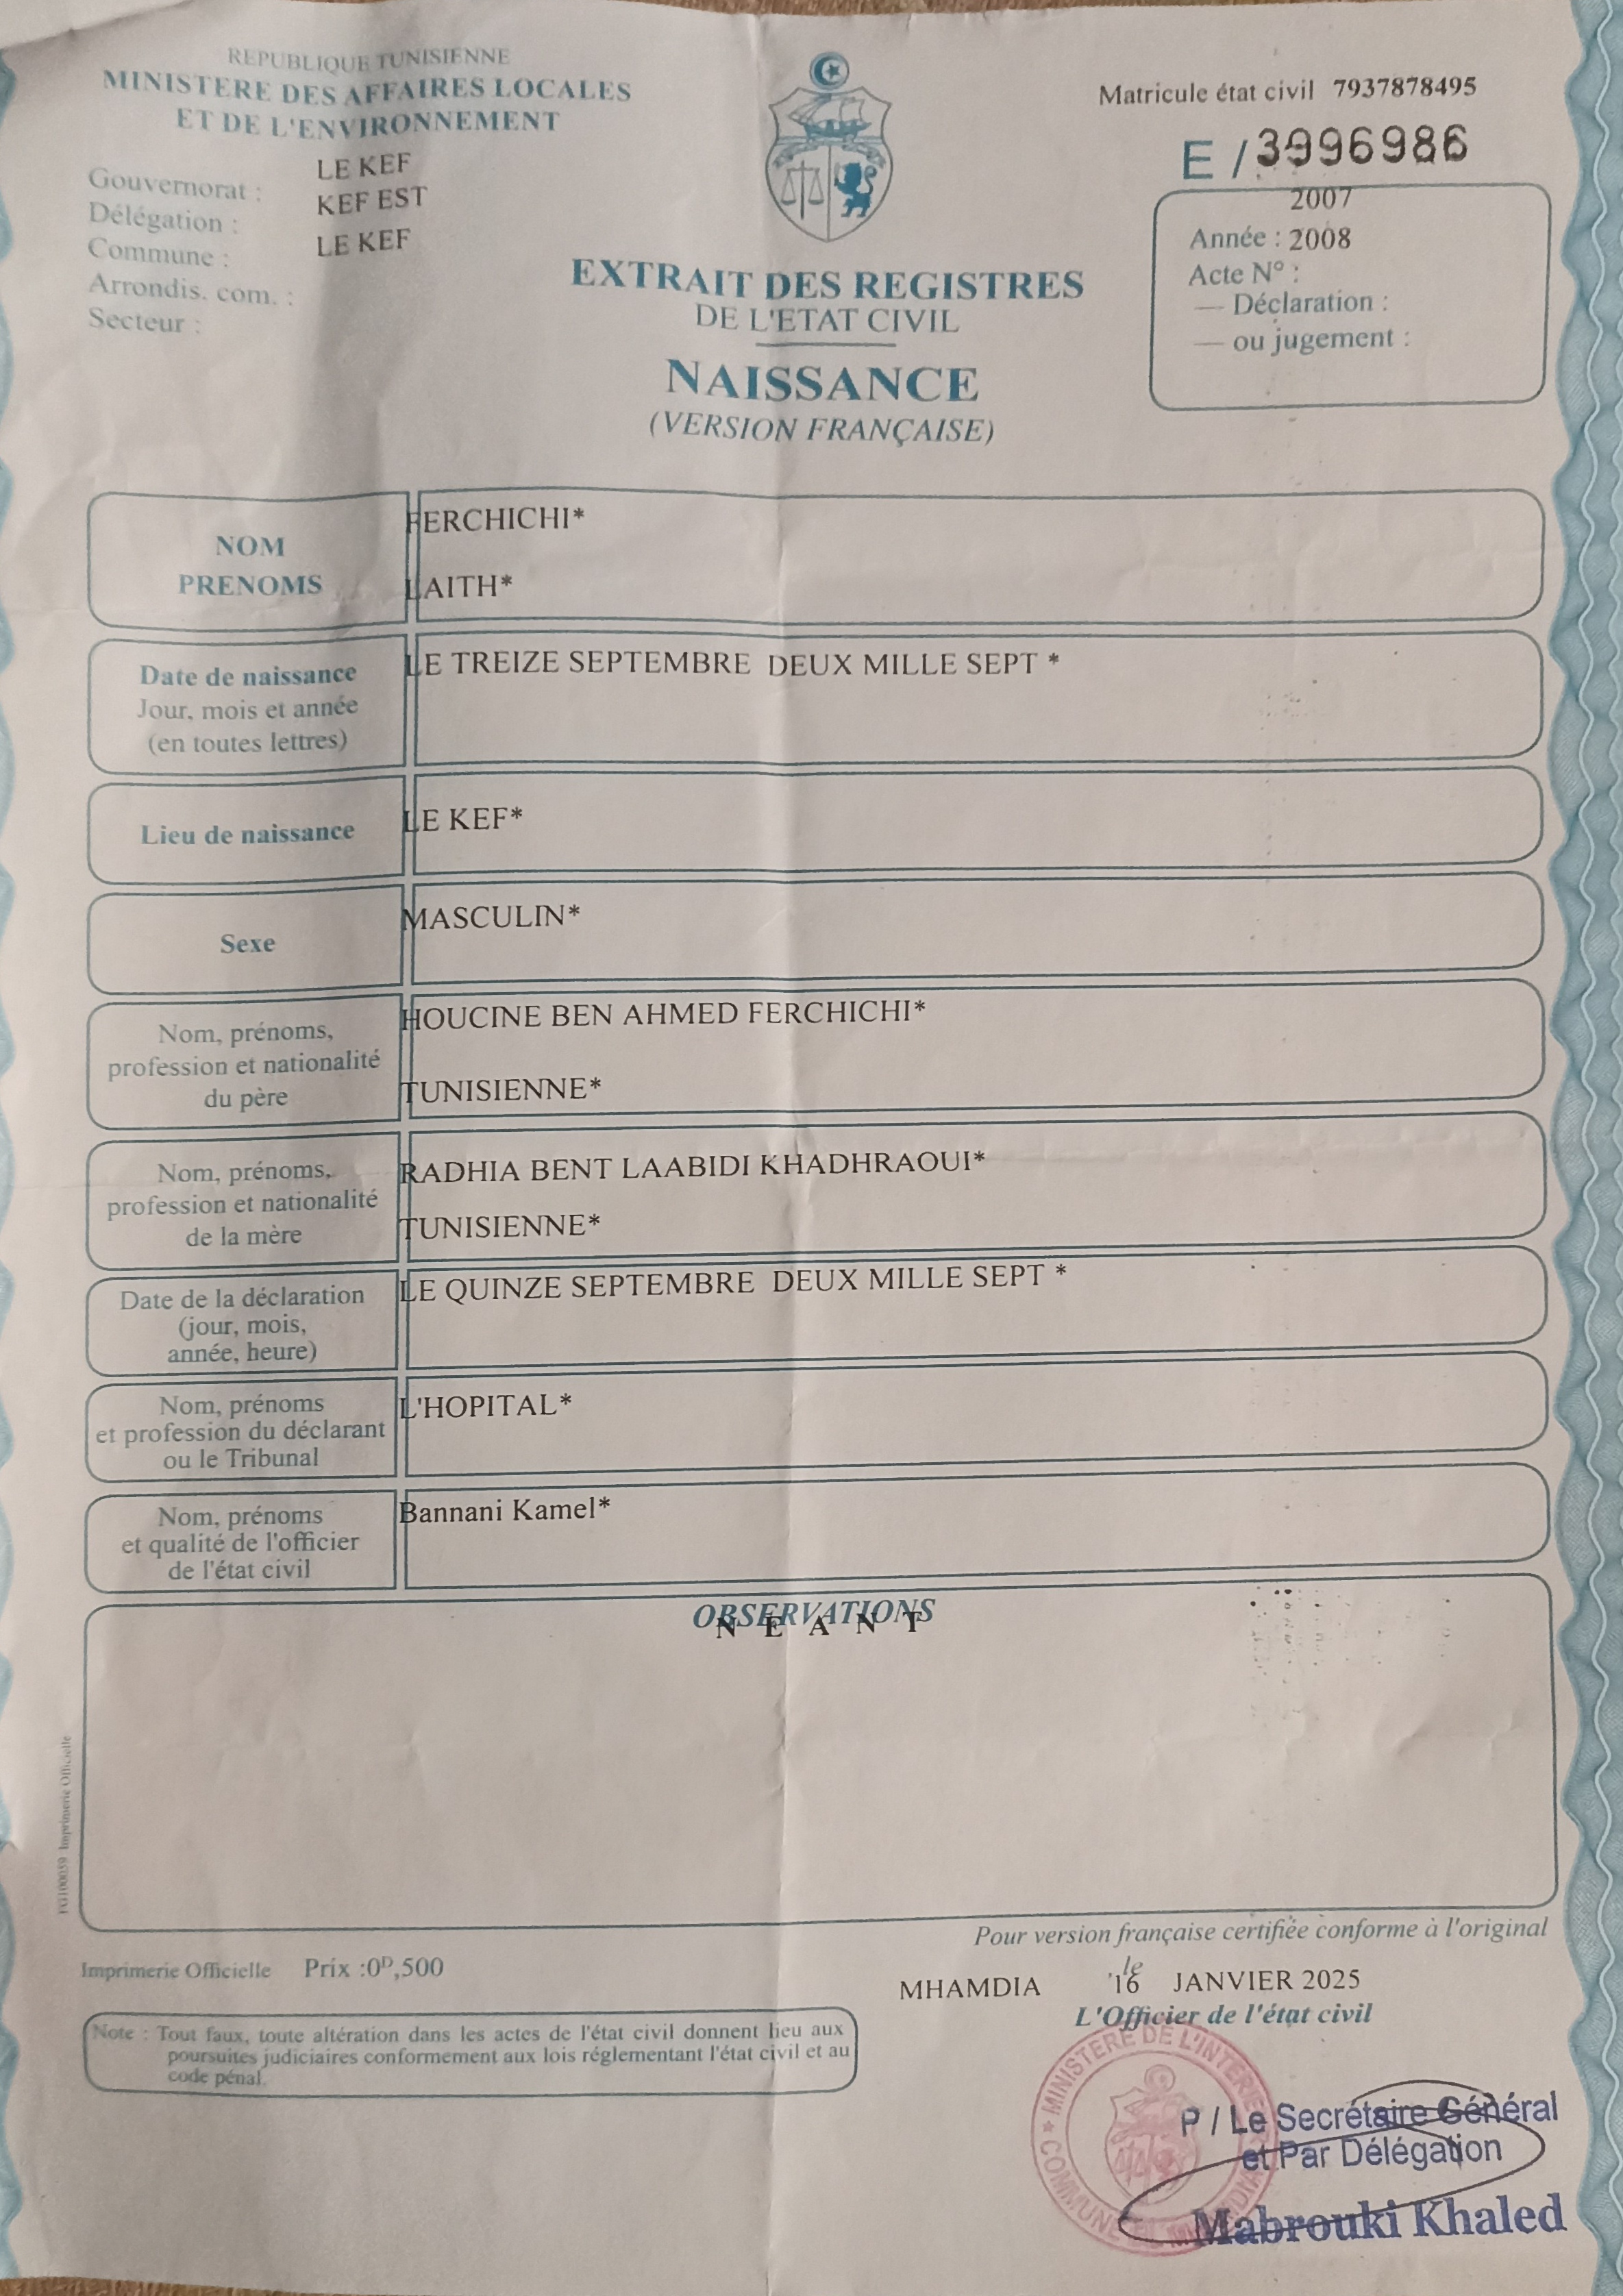 REPUBLIQUE TUNISIENNE
MINISTERE DES AFFAIRES LOCALES
ET DE L'ENVIRONNEMENT
Gouvernorat : LE KEF
Délégation : KEF EST
Commune : LE KEF
Arrondis. com. :
Secteur :
Matricule état civil 7937878495
E / 3996986
2007
Année : 2008
Acte N° :
— Déclaration :
— ou jugement :
EXTRAIT DES REGISTRES
DE L'ETAT CIVIL
NAISSANCE
(VERSION FRANÇAISE)
NOM
FERCHICHI*
PRENOMS
LAITH*
Date de naissance
Jour, mois et année
(en toutes lettres)
LE TREIZE SEPTEMBRE DEUX MILLE SEPT *
Lieu de naissance
LE KEF*
Sexe
MASCULIN*
Nom, prénoms,
profession et nationalité
du père
HOUCINE BEN AHMED FERCHICHI*
TUNISIENNE*
Nom, prénoms,
profession et nationalité
de la mère
RADHIA BENT LAABIDI KHADHRAOUI*
TUNISIENNE*
Date de la déclaration
(jour, mois,
année, heure)
LE QUINZE SEPTEMBRE DEUX MILLE SEPT *
Nom, prénoms
et profession du déclarant
ou le Tribunal
L'HOPITAL*
Nom, prénoms
et qualité de l'officier
de l'état civil
Bannani Kamel*
OBSERVATIONS
N E A N T
FG100039 Imprimerie Officielle
Pour version française certifiée conforme à l'original
Imprimerie Officielle Prix :0ᴰ,500
MHAMDIA le 16 JANVIER 2025
L'Officier de l'état civil
Note : Tout faux, toute altération dans les actes de l'état civil donnent lieu aux
poursuites judiciaires conformement aux lois réglementant l'état civil et au
code pénal.
* MINISTERE DE L'INTERIE
COMMUNE
P / Le Secrétaire Général
et Par Délégation
Mabrouki Khaled